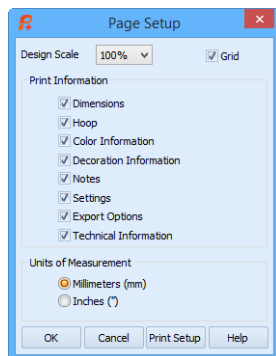 Page Setup
Design Scale 100% Grid
Print Information
Dimensions
Hoop
Color Information
Decoration Information
Notes
Settings
Export Options
Technical Information
Units of Measurement
Millimeters (mm)
Inches (")
OK Cancel Print Setup Help